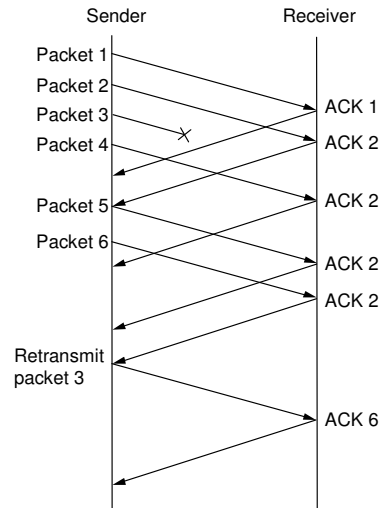 Sender
Receiver
Packet 1
Packet 2
Packet 3
Packet 4
Packet 5
Packet 6
Retransmit
packet 3
ACK 1
ACK 2
ACK 2
ACK 2
ACK 2
ACK 6